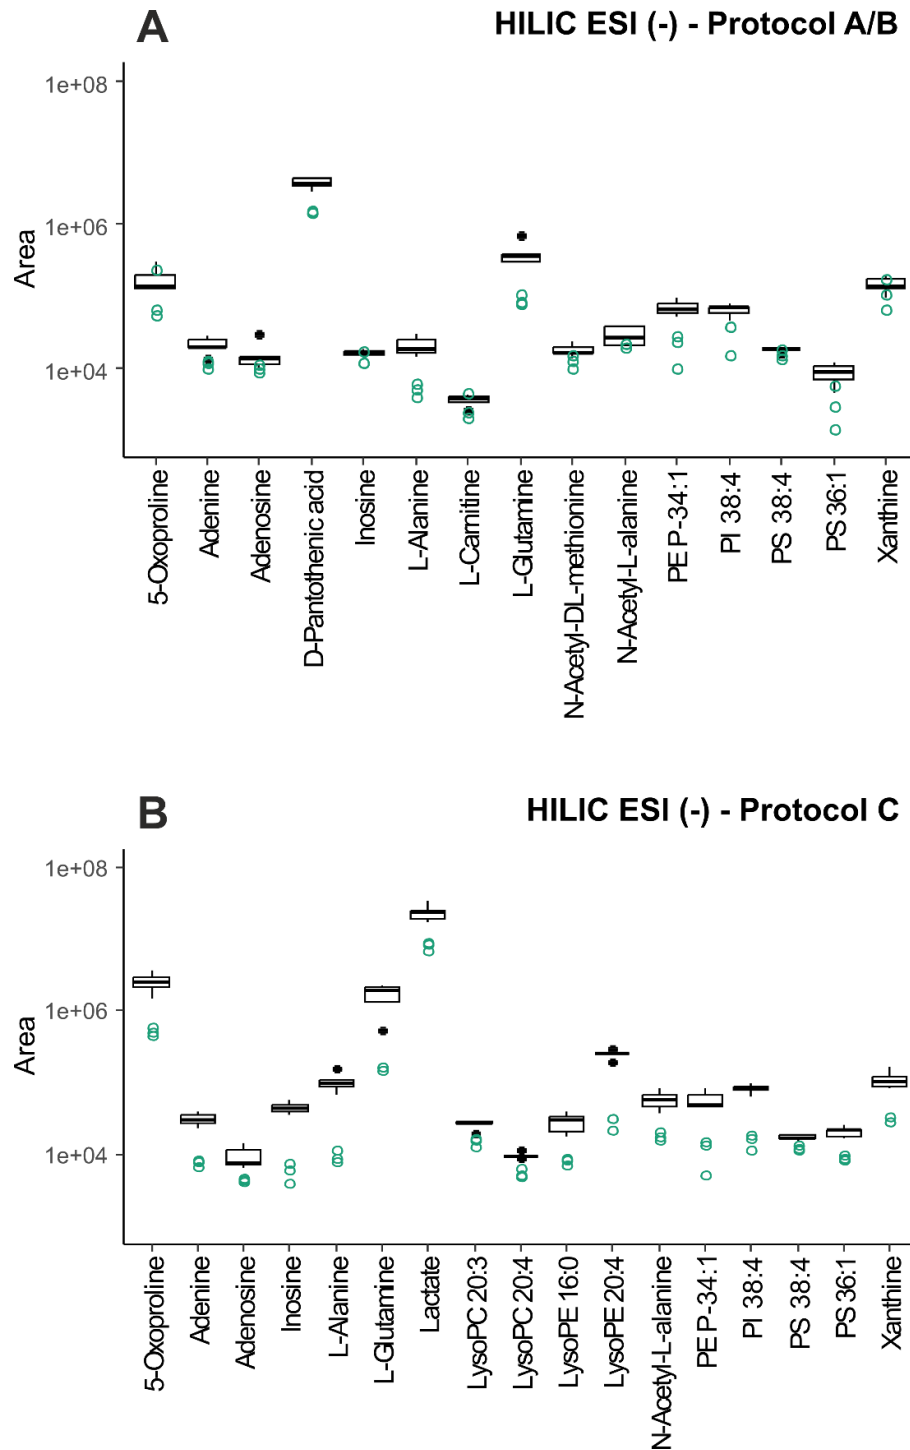 A
HILIC ESI (-) - Protocol A/B
1e+08
1e+06
1e+04
Area
5-Oxoproline
Adenine
Adenosine
D-Pantothenic acid
Inosine
L-Alanine
L-Carnitine
L-Glutamine
N-Acetyl-DL-methionine
N-Acetyl-L-alanine
PE P-34:1
PI 38:4
PS 38:4
PS 36:1
Xanthine
B
HILIC ESI (-) - Protocol C
1e+08
1e+06
1e+04
Area
5-Oxoproline
Adenine
Adenosine
Inosine
L-Alanine
L-Glutamine
Lactate
LysoPC 20:3
LysoPC 20:4
LysoPE 16:0
LysoPE 20:4
N-Acetyl-L-alanine
PE P-34:1
PI 38:4
PS 38:4
PS 36:1
Xanthine